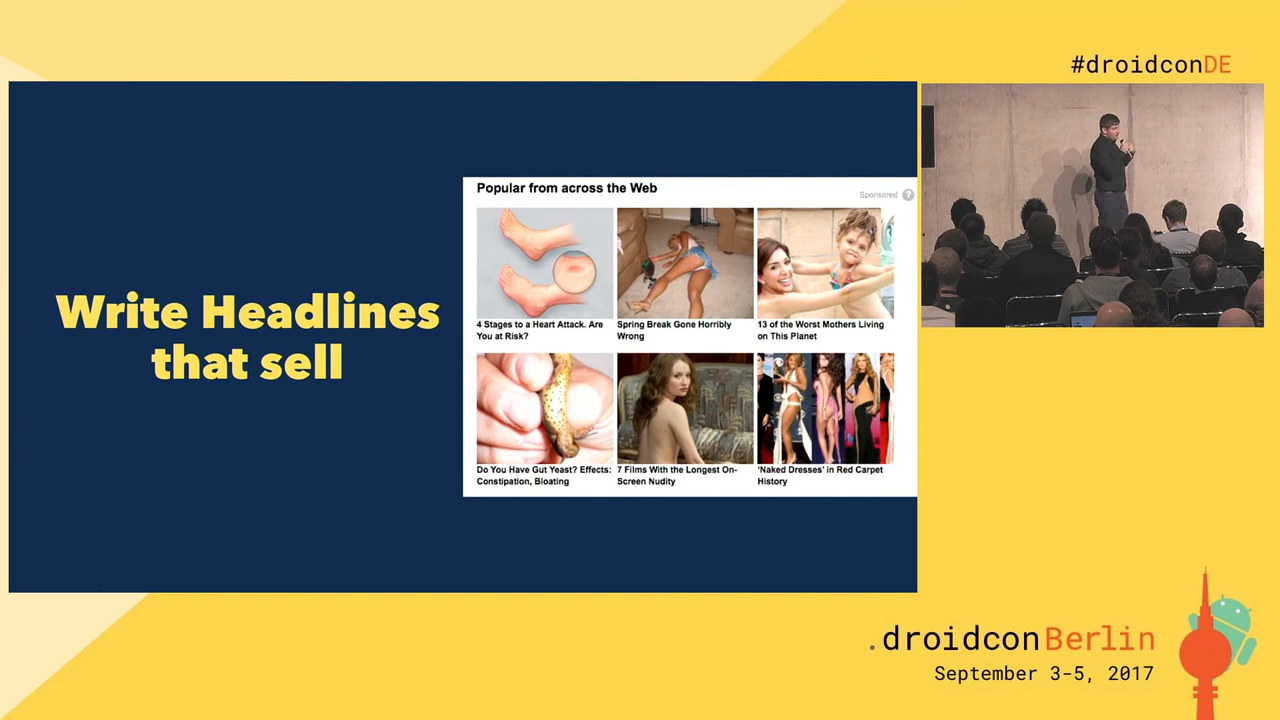 #droidconDE
Write Headlines
that sell
Popular from across the Web
Sponsored ?
4 Stages to a Heart Attack. Are
You at Risk?
Spring Break Gone Horribly
Wrong
13 of the Worst Mothers Living
on This Planet
Do You Have Gut Yeast? Effects:
Constipation, Bloating
7 Films With the Longest On-
Screen Nudity
'Naked Dresses' in Red Carpet
History
.droidconBerlin
September 3-5, 2017